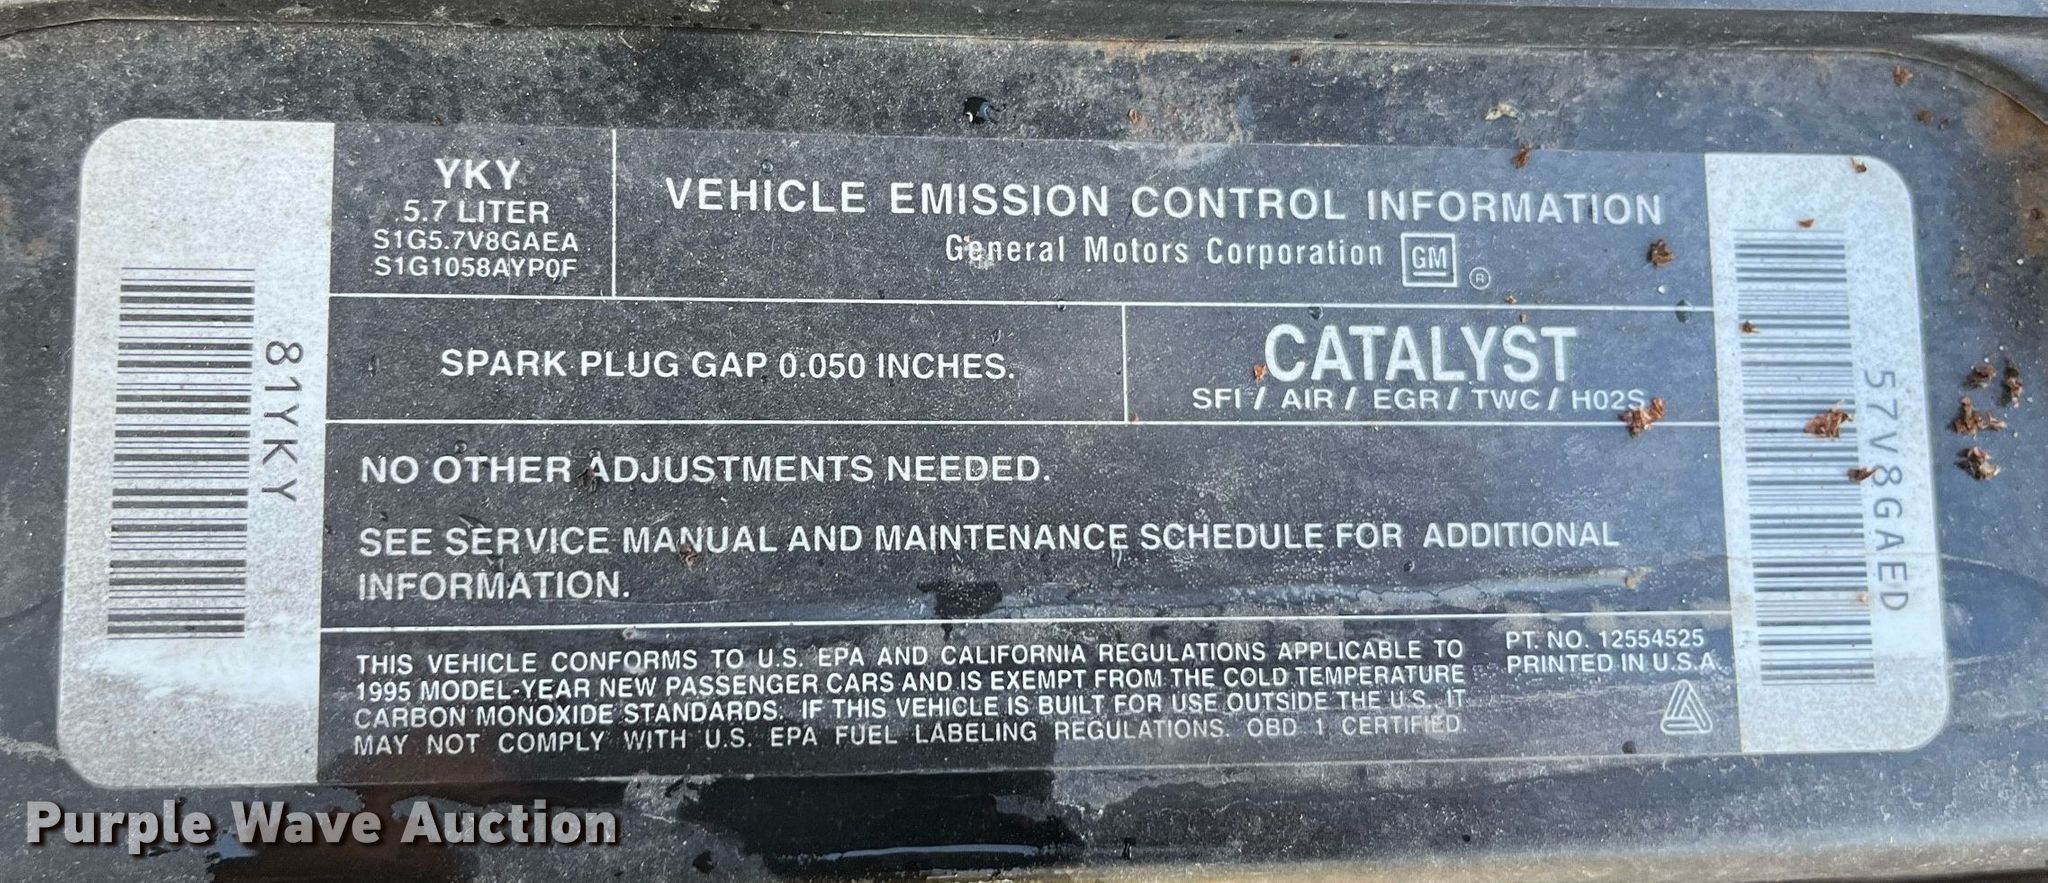 YKY
5.7 LITER
S1G5.7V8GAEA
S1G1058AYP0F
VEHICLE EMISSION CONTROL INFORMATION
General Motors Corporation GM ®
SPARK PLUG GAP 0.050 INCHES.
CATALYST
SFI / AIR / EGR / TWC / H02S
NO OTHER ADJUSTMENTS NEEDED.
SEE SERVICE MANUAL AND MAINTENANCE SCHEDULE FOR ADDITIONAL
INFORMATION.
THIS VEHICLE CONFORMS TO U.S. EPA AND CALIFORNIA REGULATIONS APPLICABLE TO
1995 MODEL-YEAR NEW PASSENGER CARS AND IS EXEMPT FROM THE COLD TEMPERATURE
CARBON MONOXIDE STANDARDS. IF THIS VEHICLE IS BUILT FOR USE OUTSIDE THE U.S., IT
MAY NOT COMPLY WITH U.S. EPA FUEL LABELING REGULATIONS. OBD 1 CERTIFIED.
PT. NO. 12554525
PRINTED IN U.S.A.
81YKY
57V8GAED
Purple Wave Auction